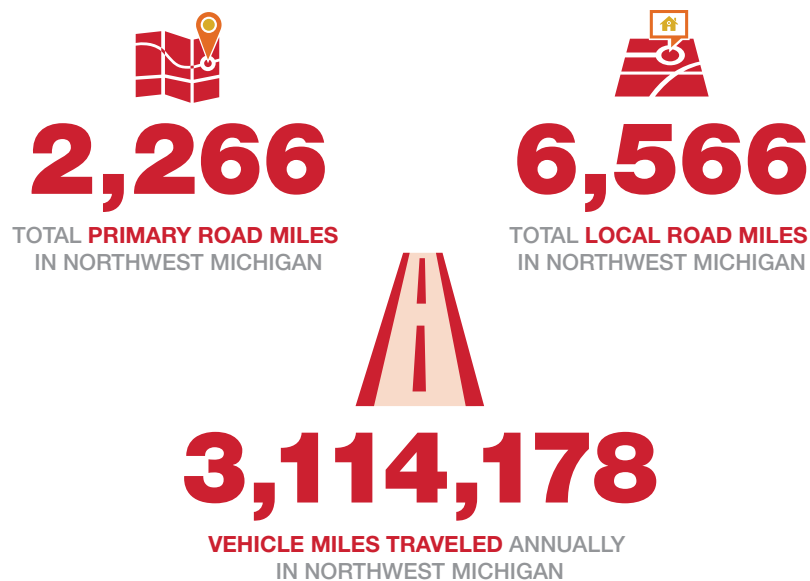 2,266
TOTAL PRIMARY ROAD MILES
IN NORTHWEST MICHIGAN
6,566
TOTAL LOCAL ROAD MILES
IN NORTHWEST MICHIGAN
3,114,178
VEHICLE MILES TRAVELED ANNUALLY
IN NORTHWEST MICHIGAN